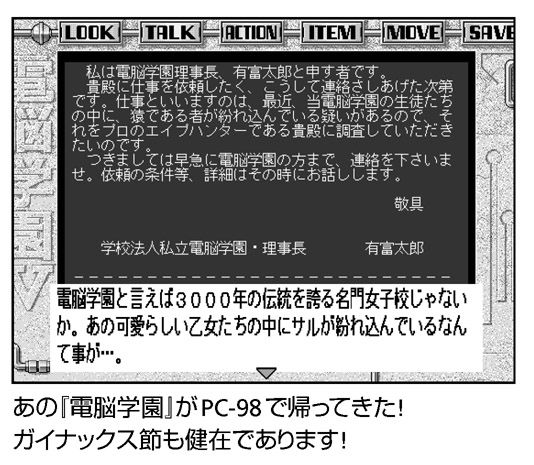 LOOK TALK ACTION ITEM MOVE SAVE
電脳学園Ⅴ
私は電脳学園理事長、有富太郎と申す者です。
貴殿に仕事を依頼したく、こうして連絡さしあげた次第
です。仕事といいますのは、最近、当電脳学園の生徒たち
の中に、猿である者が紛れ込んでいる疑いがあるので、そ
れをプロのエイプハンターである貴殿に調査していただき
たいのです。
つきましては早急に電脳学園の方まで、連絡を下さいま
せ。依頼の条件等、詳細はその時にお話しします。
敬具
学校法人私立電脳学園・理事長 有富太郎
電脳学園と言えば3000年の伝統を誇る名門女子校じゃない
か。あの可愛らしい乙女たちの中にサルが紛れ込んでいるなん
て事が…。
あの『電脳学園』がPC-98で帰ってきた!
ガイナックス節も健在であります!